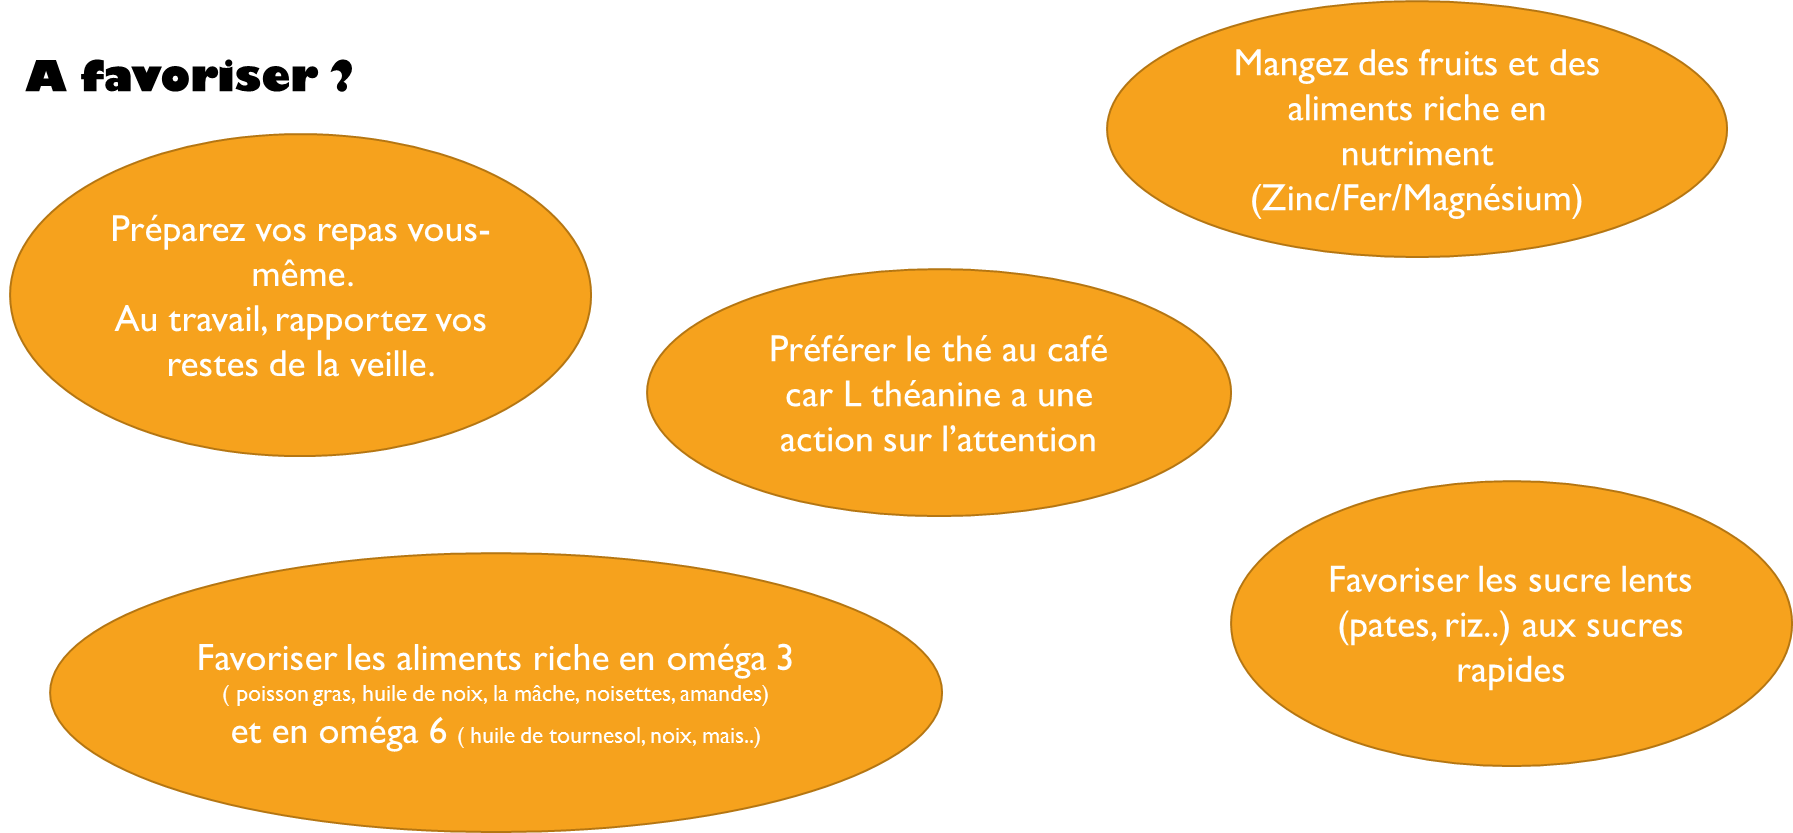 A favoriser ?
Mangez des fruits et des
aliments riche en
nutriment
(Zinc/Fer/Magnésium)
Préparez vos repas vous-
même.
Au travail, rapportez vos
restes de la veille.
Préférer le thé au café
car L théanine a une
action sur l’attention
Favoriser les sucre lents
(pates, riz..) aux sucres
rapides
Favoriser les aliments riche en oméga 3
( poisson gras, huile de noix, la mâche, noisettes, amandes)
et en oméga 6 ( huile de tournesol, noix, mais..)